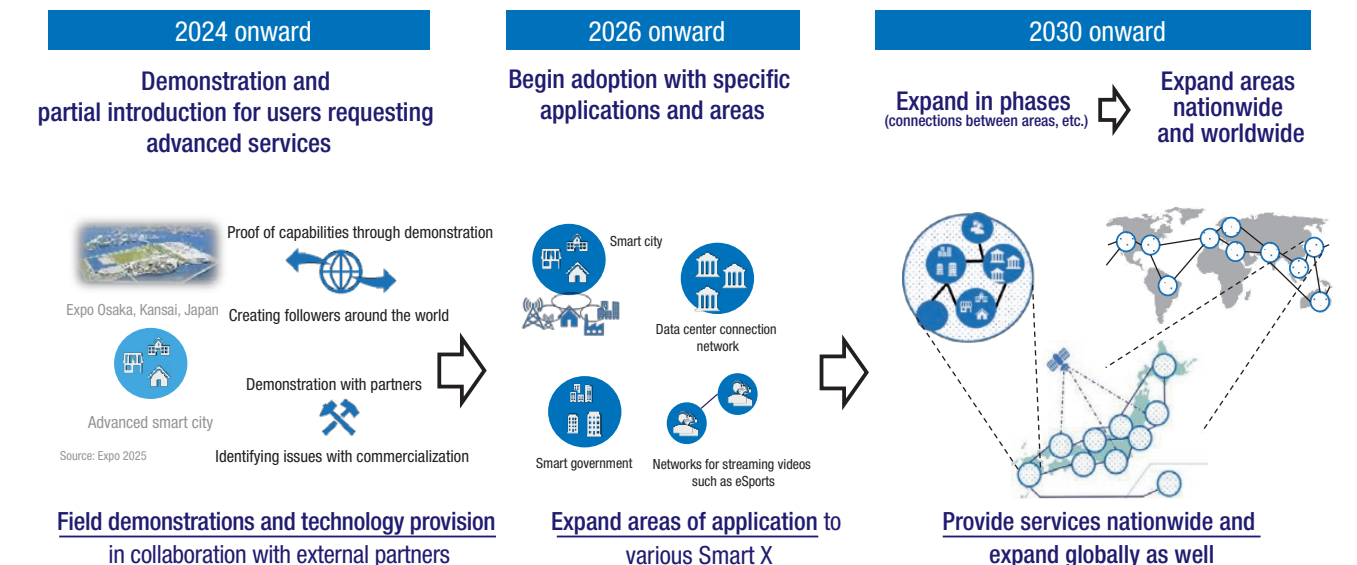 2024 onward
Demonstration and
partial introduction for users requesting
advanced services
Proof of capabilities through demonstration
Expo Osaka, Kansai, Japan
Creating followers around the world
Demonstration with partners
Advanced smart city
Source: Expo 2025
Identifying issues with commercialization
Field demonstrations and technology provision
in collaboration with external partners
2026 onward
Begin adoption with specific
applications and areas
Smart city
Data center connection
network
Smart government
Networks for streaming videos
such as eSports
Expand areas of application to
various Smart X
2030 onward
Expand in phases
(connections between areas, etc.)
Expand areas
nationwide
and worldwide
Provide services nationwide and
expand globally as well